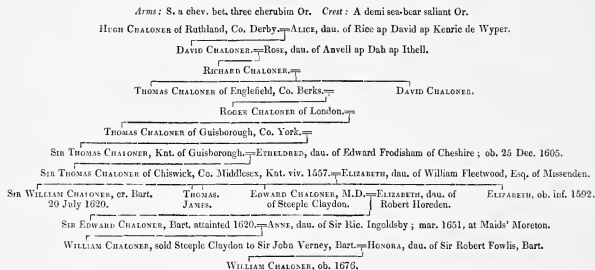 Arms: S. a chev. bet. three cherubim Or. Crest: A demi sea-bear saliant Or.
Hugh Chaloner of Ruthland, Co. Derby.=Alice, dau. of Rice ap David ap Kenric de Wyper.
David Chaloner.=Rose, dau. of Anvell ap Dah ap Ithell.
Richard Chaloner.=
Thomas Chaloner of Englefield, Co. Berks.= David Chaloner.
Roger Chaloner of London.=
Thomas Chaloner of Guisborough, Co. York.=
Sir Thomas Chaloner, Knt. of Guisborough.=Etheldred, dau. of Edward Frodisham of Cheshire; ob. 25 Dec. 1605.
Sir Thomas Chaloner of Chiswick, Co. Middlesex, Knt. viv. 1557.=Elizabeth, dau. of William Fleetwood, Esq. of Missenden.
Sir William Chaloner, cr. Bart. Thomas. Edward Chaloner, M.D.=Elizabeth, dau. of Elizabeth, ob. inf. 1592.
20 July 1620. James. of Steeple Claydon. Robert Horeden.
Sir Edward Chaloner, Bart. attainted 1620.=Anne, dau. of Sir Ric. Ingoldsby; mar. 1651, at Maids' Moreton.
William Chaloner, sold Steeple Claydon to Sir John Verney, Bart.=Honora, dau. of Sir Robert Fowlis, Bart.
William Chaloner, ob. 1676.